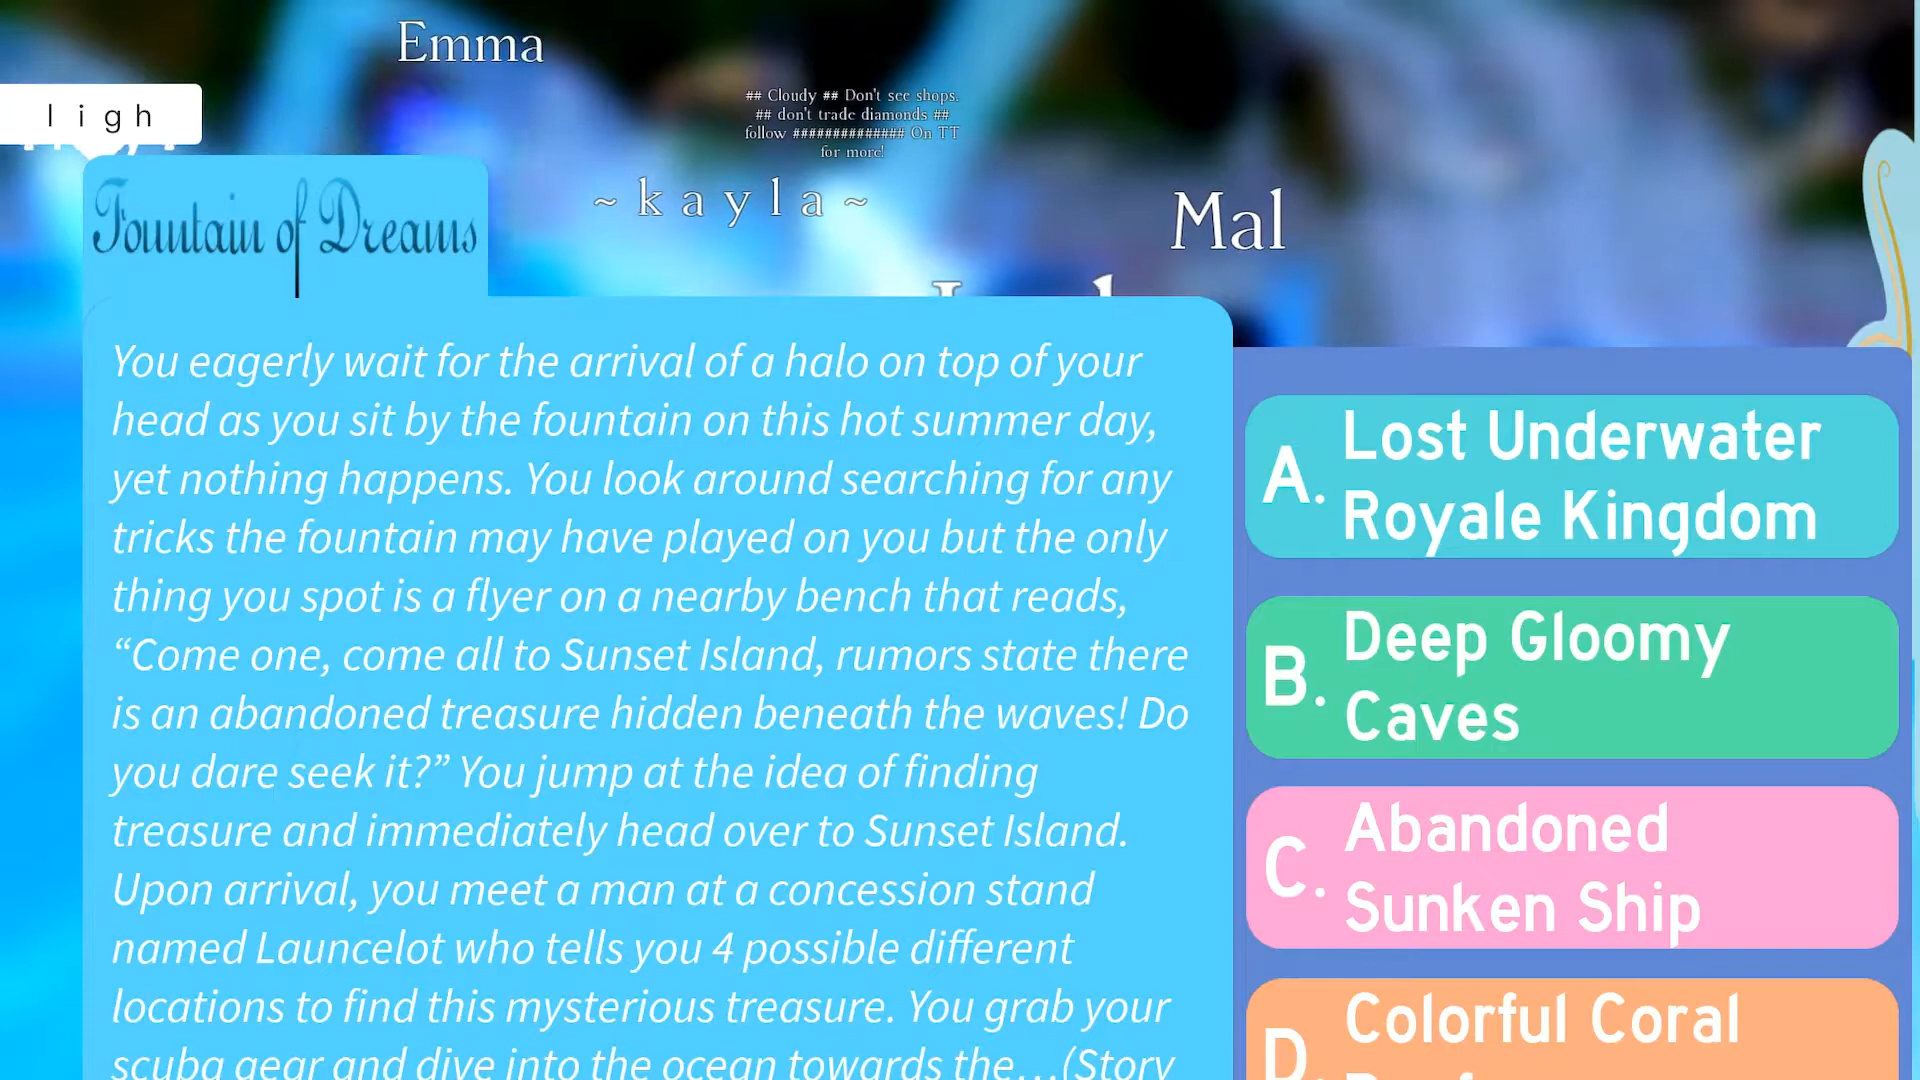 Emma
## Cloudy ## Don't see shops.
## don't trade diamonds ##
follow ############## On TT
for more!
l i g h
~ k a y l a ~
Mal
Fountain of Dreams
You eagerly wait for the arrival of a halo on top of your
head as you sit by the fountain on this hot summer day,
yet nothing happens. You look around searching for any
tricks the fountain may have played on you but the only
thing you spot is a flyer on a nearby bench that reads,
“Come one, come all to Sunset Island, rumors state there
is an abandoned treasure hidden beneath the waves! Do
you dare seek it?” You jump at the idea of finding
treasure and immediately head over to Sunset Island.
Upon arrival, you meet a man at a concession stand
named Launcelot who tells you 4 possible different
locations to find this mysterious treasure. You grab your
scuba gear and dive into the ocean towards the...(Story
A. Lost Underwater
Royale Kingdom
B. Deep Gloomy
Caves
C. Abandoned
Sunken Ship
D. Colorful Coral